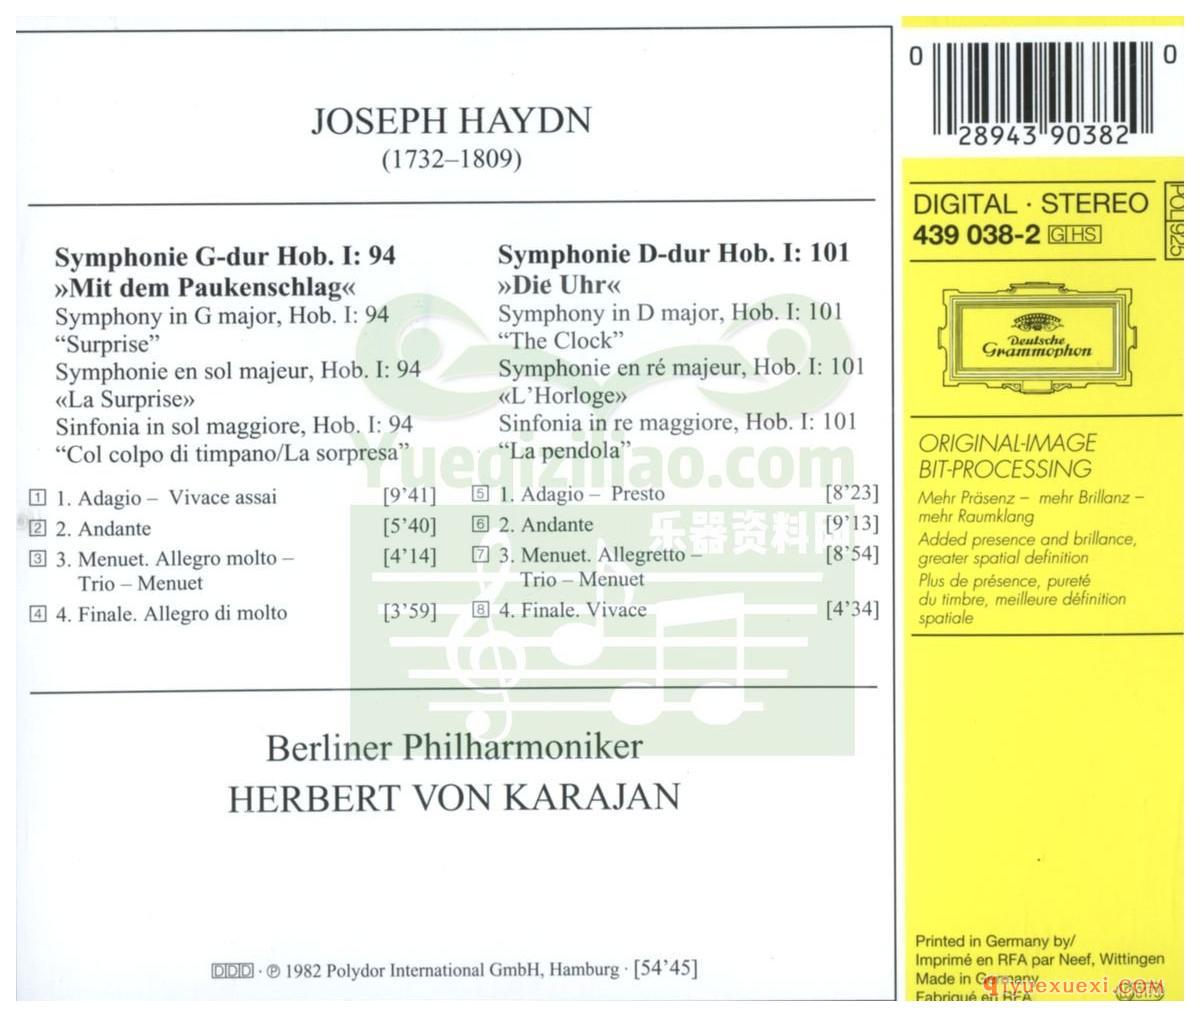 JOSEPH HAYDN
(1732–1809)
Symphonie G-dur Hob. I: 94
»Mit dem Paukenschlag«
Symphony in G major, Hob. I: 94
“Surprise”
Symphonie en sol majeur, Hob. I: 94
«La Surprise»
Sinfonia in sol maggiore, Hob. I: 94
“Col colpo di timpano/La sorpresa”
1 1. Adagio – Vivace assai [9’41]
2 2. Andante [5’40]
3 3. Menuet. Allegro molto – [4’14]
Trio – Menuet
4 4. Finale. Allegro di molto [3’59]
Symphonie D-dur Hob. I: 101
»Die Uhr«
Symphony in D major, Hob. I: 101
“The Clock”
Symphonie en ré majeur, Hob. I: 101
«L’Horloge»
Sinfonia in re maggiore, Hob. I: 101
“La pendola”
5 1. Adagio – Presto [8’23]
6 2. Andante [9’13]
7 3. Menuet. Allegretto – [8’54]
Trio – Menuet
8 4. Finale. Vivace [4’34]
Yueqiziliao.com
乐器资料网
Berliner Philharmoniker
HERBERT VON KARAJAN
DDD · ℗ 1982 Polydor International GmbH, Hamburg · [54’45]
0 28943 90382 0
DIGITAL · STEREO
439 038-2 GHS
POL 925
Deutsche
Grammophon
ORIGINAL-IMAGE
BIT-PROCESSING
Mehr Präsenz – mehr Brillanz –
mehr Raumklang
Added presence and brillance,
greater spatial definition
Plus de présence, pureté
du timbre, meilleure définition
spatiale
Printed in Germany by/
Imprimé en RFA par Neef, Wittingen
Made in Germany
Fabriqué en RFA
qiyuexuexi.COM